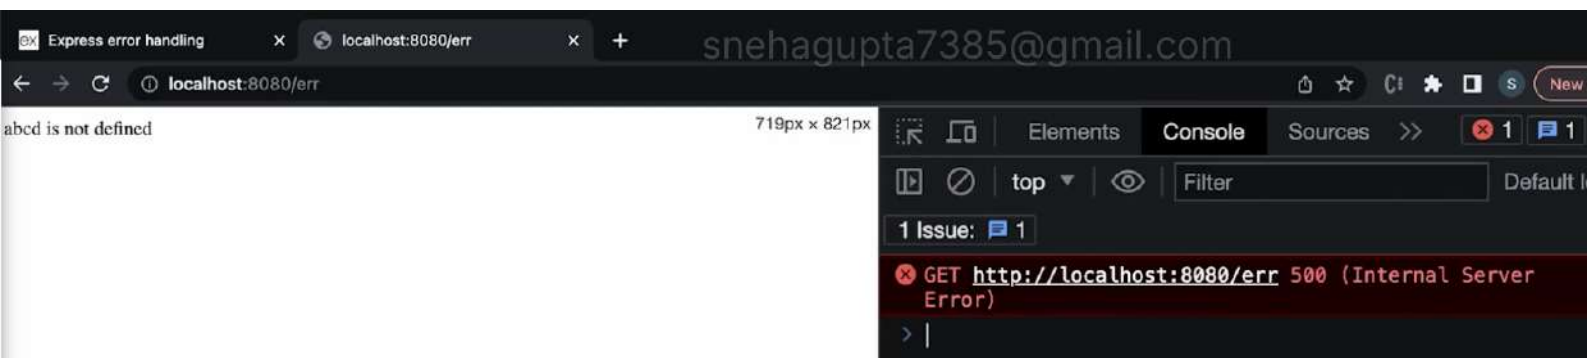 ex Express error handling × localhost:8080/err × +
snehagupta7385@gmail.com
localhost:8080/err S New
abcd is not defined 719px × 821px
Elements Console Sources >> 1 1
top Filter Default
1 Issue: 1
GET http://localhost:8080/err 500 (Internal Server
Error)
>